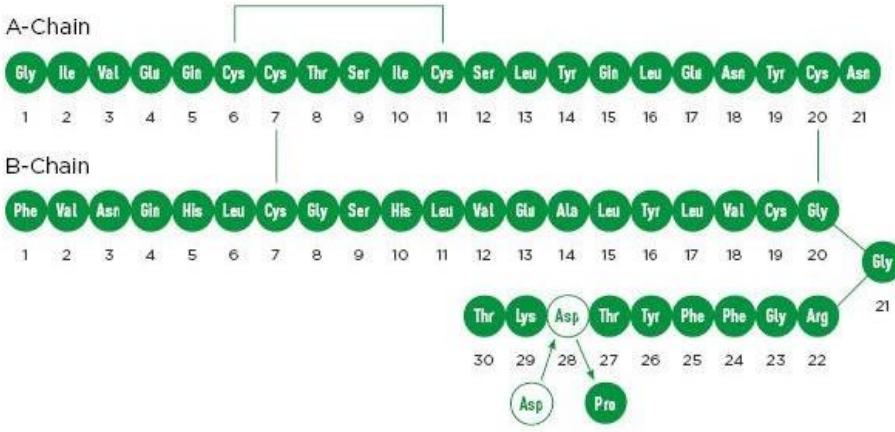 A-Chain
Gly Ile Val Glu Gin Cys Cys Thr Ser Ile Cys Ser Leu Tyr Gin Leu Glu Asn Tyr Cys Asn
1 2 3 4 5 6 7 8 9 10 11 12 13 14 15 16 17 18 19 20 21
B-Chain
Phe Val Asn Gin His Leu Cys Gly Ser His Leu Val Glu Ala Leu Tyr Leu Val Cys Gly
1 2 3 4 5 6 7 8 9 10 11 12 13 14 15 16 17 18 19 20
Gly
21
Thr Lys Asp Thr Tyr Phe Phe Gly Arg
30 29 28 27 26 25 24 23 22
Asp Pro